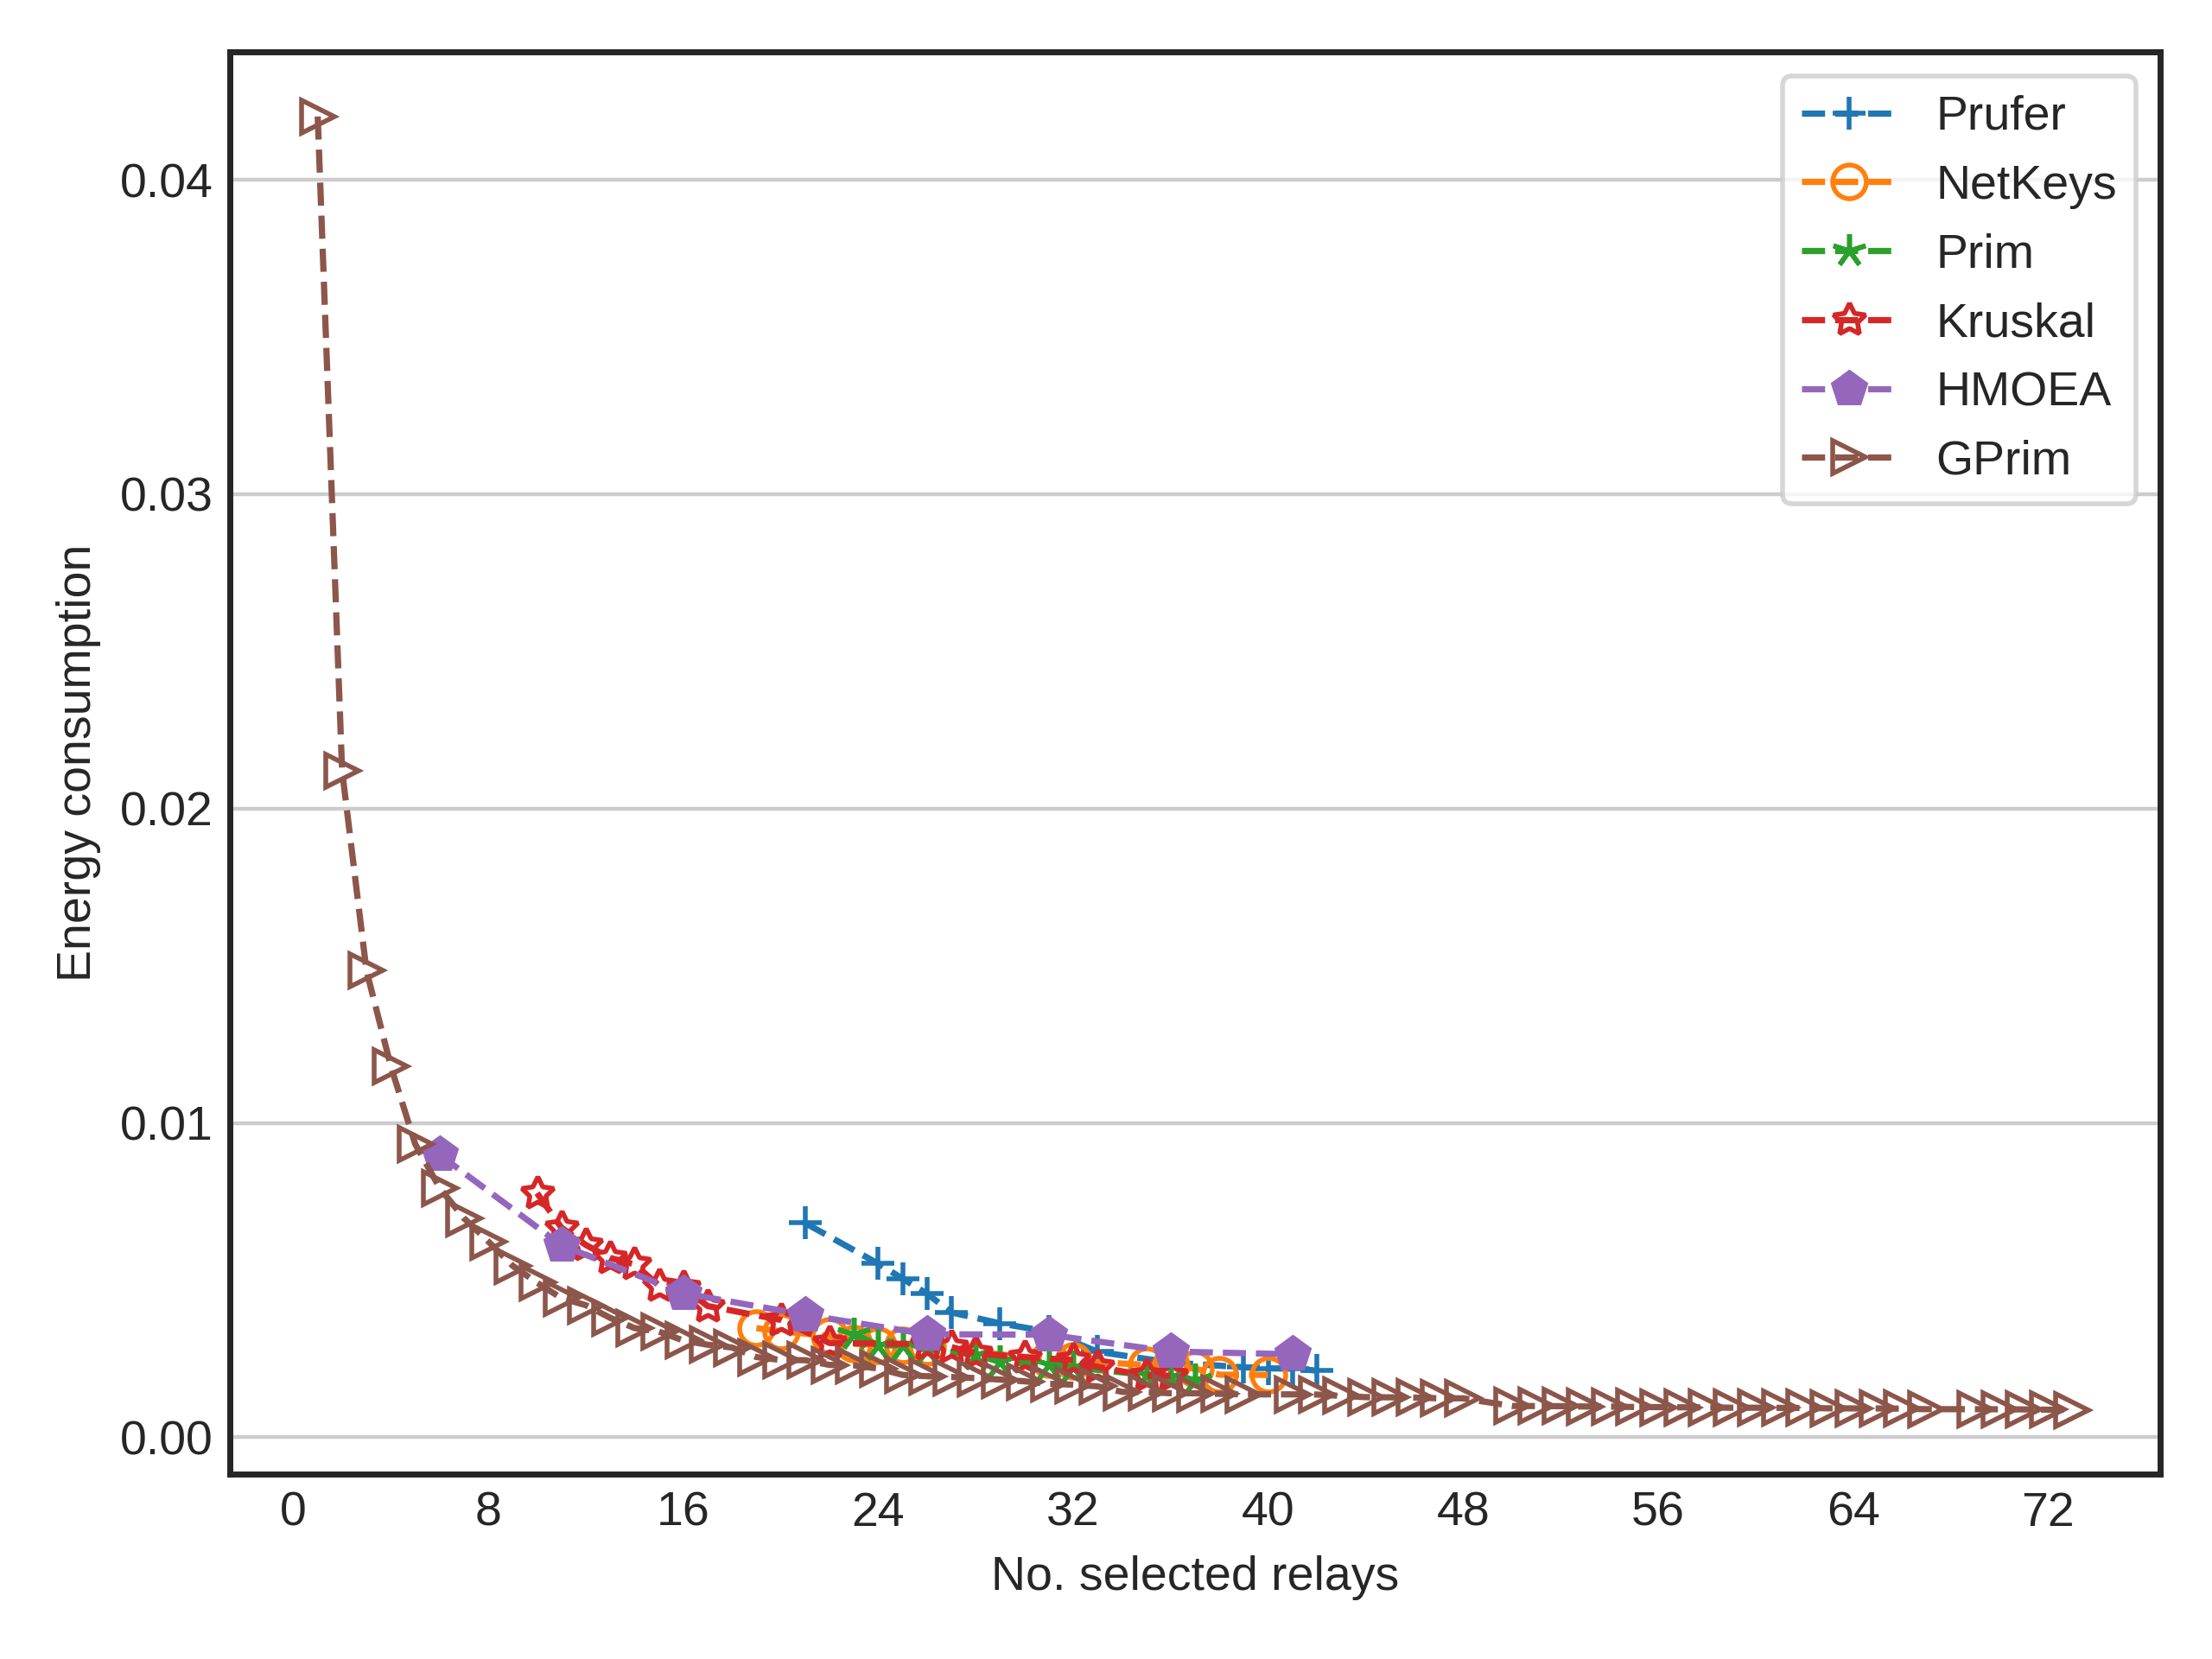 Prufer
NetKeys
Prim
Kruskal
HMOEA
GPrim
0.04
0.03
0.02
0.01
0.00
Energy consumption
0 8 16 24 32 40 48 56 64 72
No. selected relays